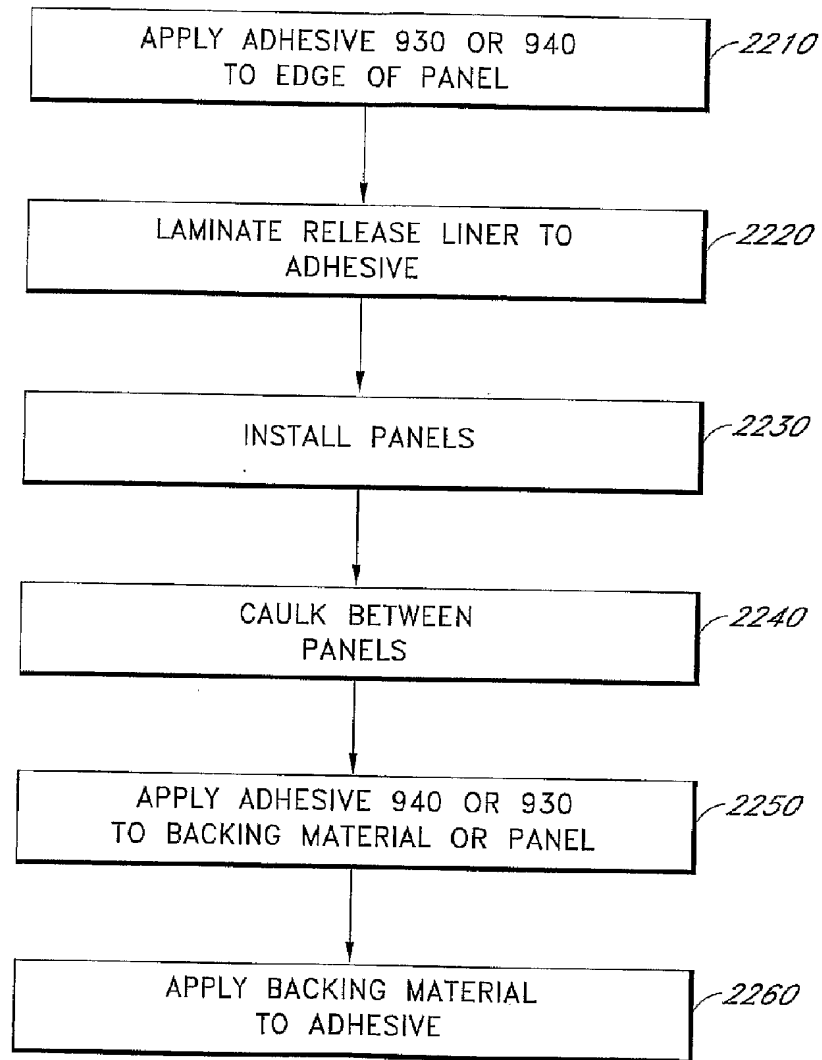 APPLY ADHESIVE 930 OR 940
TO EDGE OF PANEL
2210
LAMINATE RELEASE LINER TO
ADHESIVE
2220
INSTALL PANELS
2230
CAULK BETWEEN
PANELS
2240
APPLY ADHESIVE 940 OR 930
TO BACKING MATERIAL OR PANEL
2250
APPLY BACKING MATERIAL
TO ADHESIVE
2260